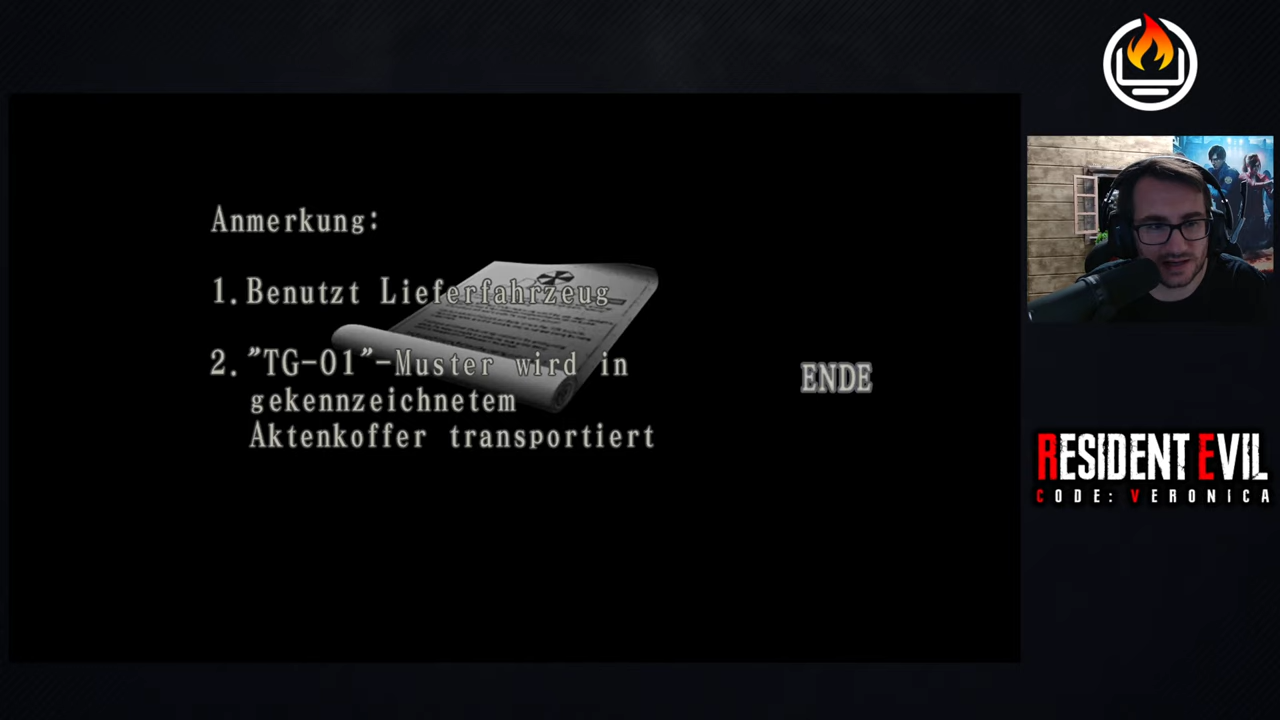 Anmerkung:
1.Benutzt Lieferfahrzeug
2."TG-01"-Muster wird in
gekennzeichnetem
Aktenkoffer transportiert
ENDE
RESIDENT EVIL
CODE: VERONICA